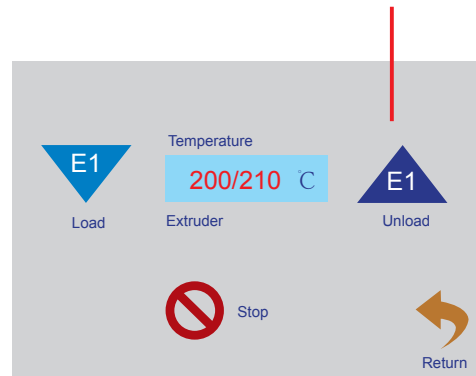 Temperature
E1
200/210 ℃
E1
Load
Extruder
Unload
Stop
Return